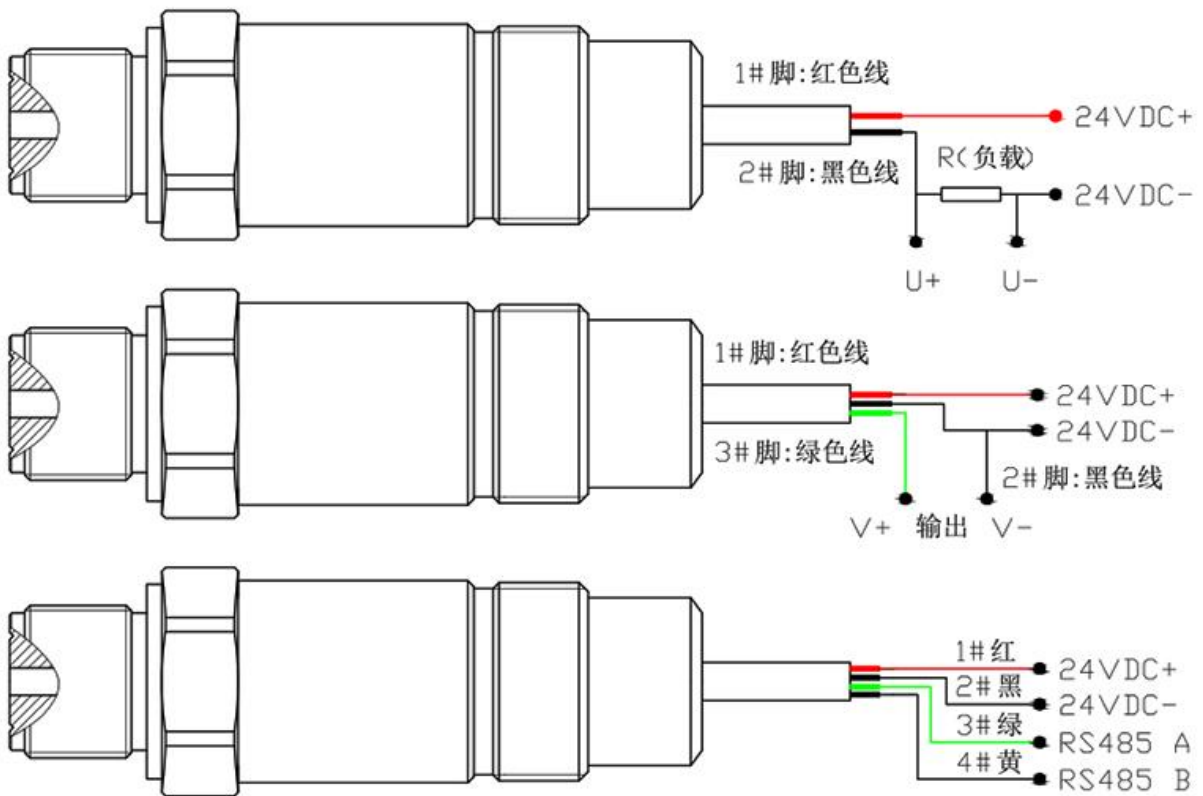 1#脚:红色线
24VDC+
2#脚:黑色线
R(负载)
24VDC-
U+
U-
1#脚:红色线
24VDC+
24VDC-
3#脚:绿色线
2#脚:黑色线
V+ 输出 V-
1#红
24VDC+
2#黑
24VDC-
3#绿
RS485 A
4#黄
RS485 B